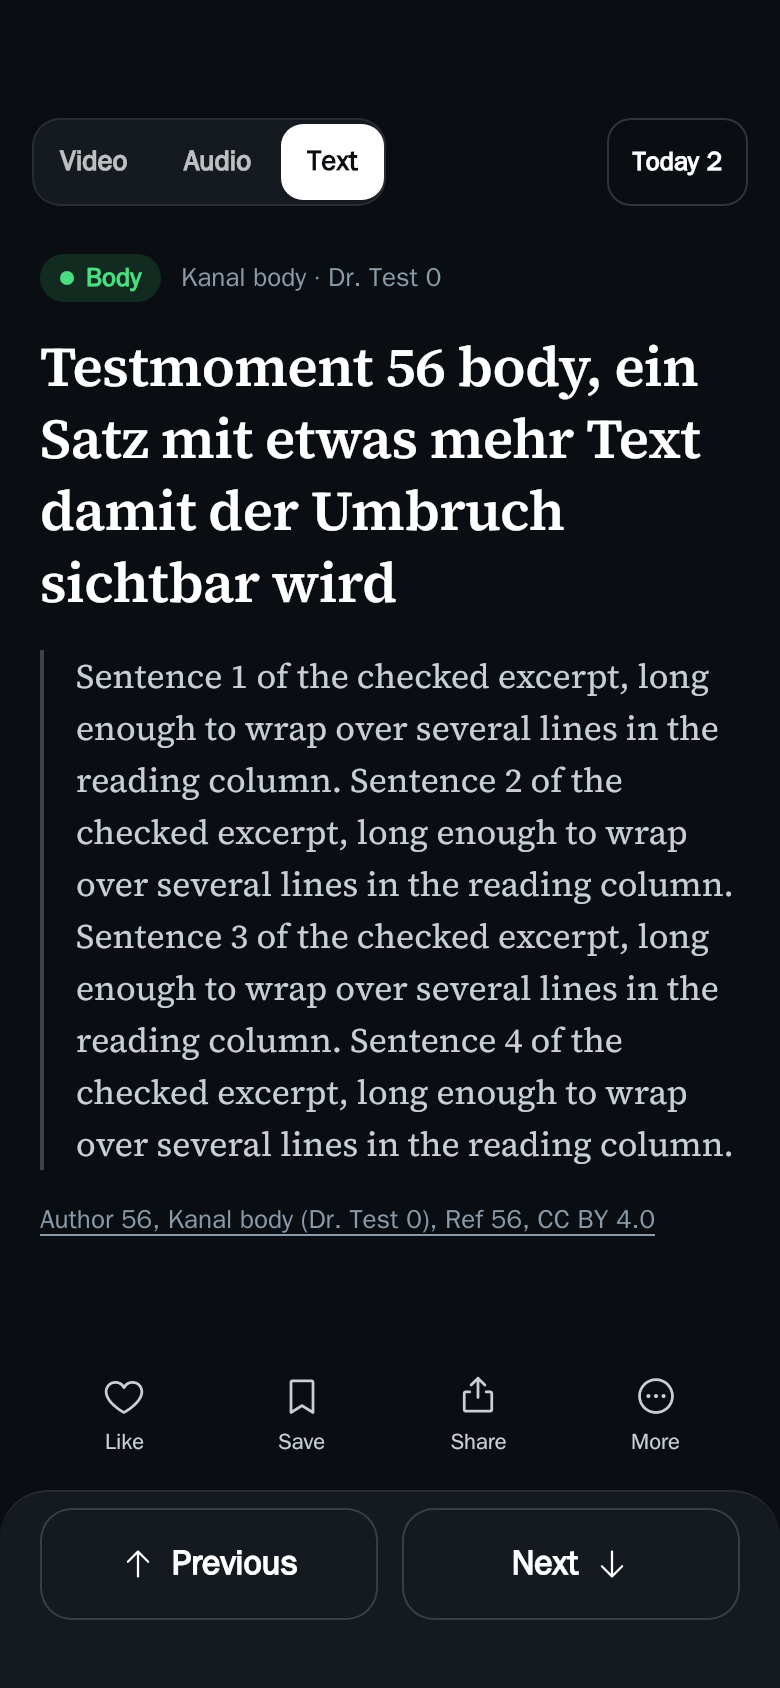 Video Audio Text Today 2
Body Kanal body · Dr. Test 0
Testmoment 56 body, ein
Satz mit etwas mehr Text
damit der Umbruch
sichtbar wird
Sentence 1 of the checked excerpt, long
enough to wrap over several lines in the
reading column. Sentence 2 of the
checked excerpt, long enough to wrap
over several lines in the reading column.
Sentence 3 of the checked excerpt, long
enough to wrap over several lines in the
reading column. Sentence 4 of the
checked excerpt, long enough to wrap
over several lines in the reading column.
Author 56, Kanal body (Dr. Test 0), Ref 56, CC BY 4.0
Like Save Share More
Previous Next